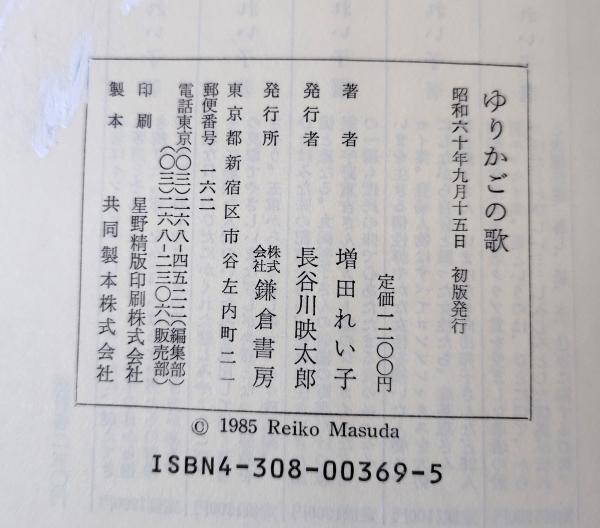 ゆりかごの歌
昭和六十年九月十五日　初版発行
定価一二〇〇円
著者　増田れい子
発行者　長谷川映太郎
発行所　株式会社鎌倉書房
東京都新宿区市谷左内町二一
郵便番号　一六二
電話東京(〇三)二六八-四五二二(編集部)
(〇三)二六八-二三〇六(販売部)
印刷　星野精版印刷株式会社
製本　共同製本株式会社
© 1985 Reiko Masuda
ISBN4-308-00369-5